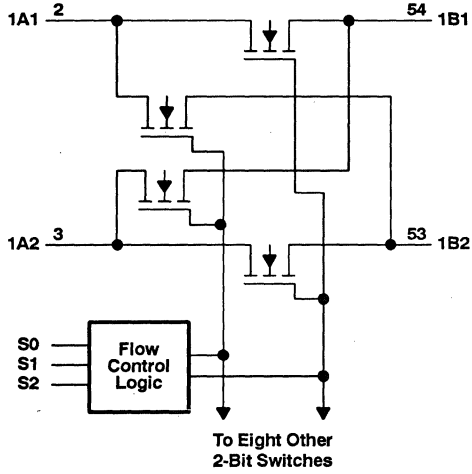 1A1 2 54 1B1
1A2 3 53 1B2
S0
S1
S2
Flow
Control
Logic
To Eight Other
2-Bit Switches